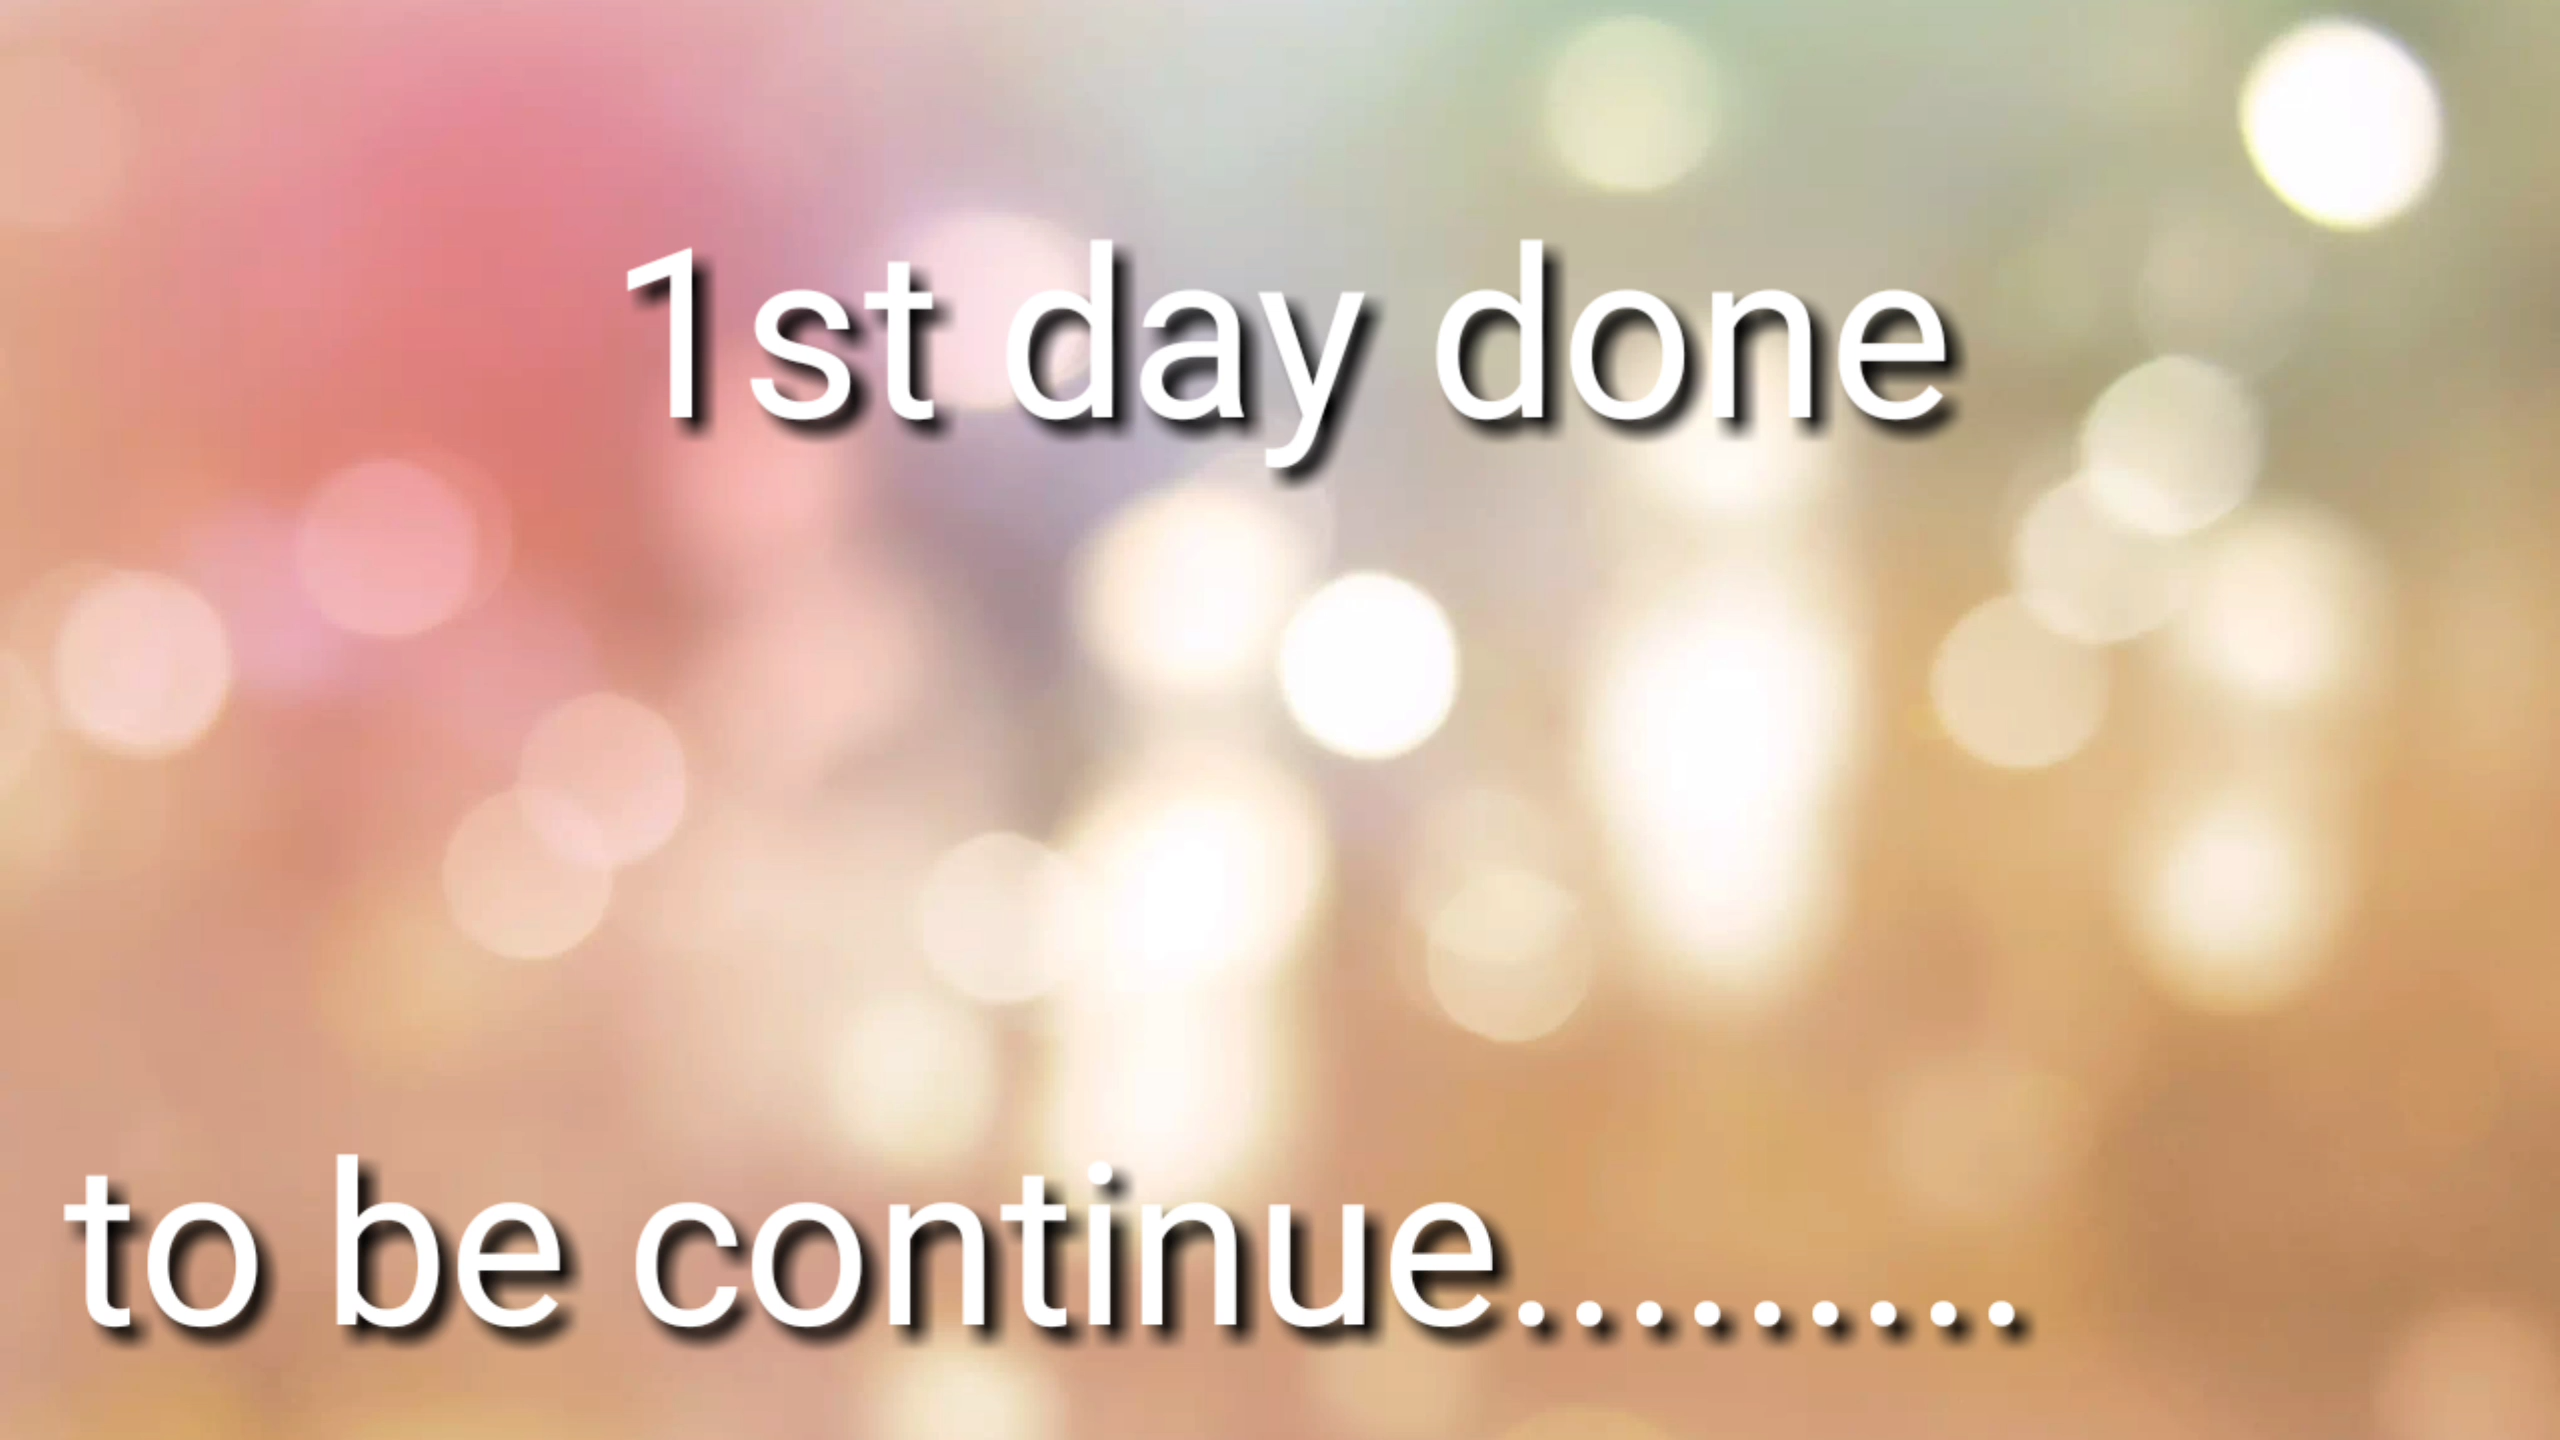 1st day done
to be continue.........